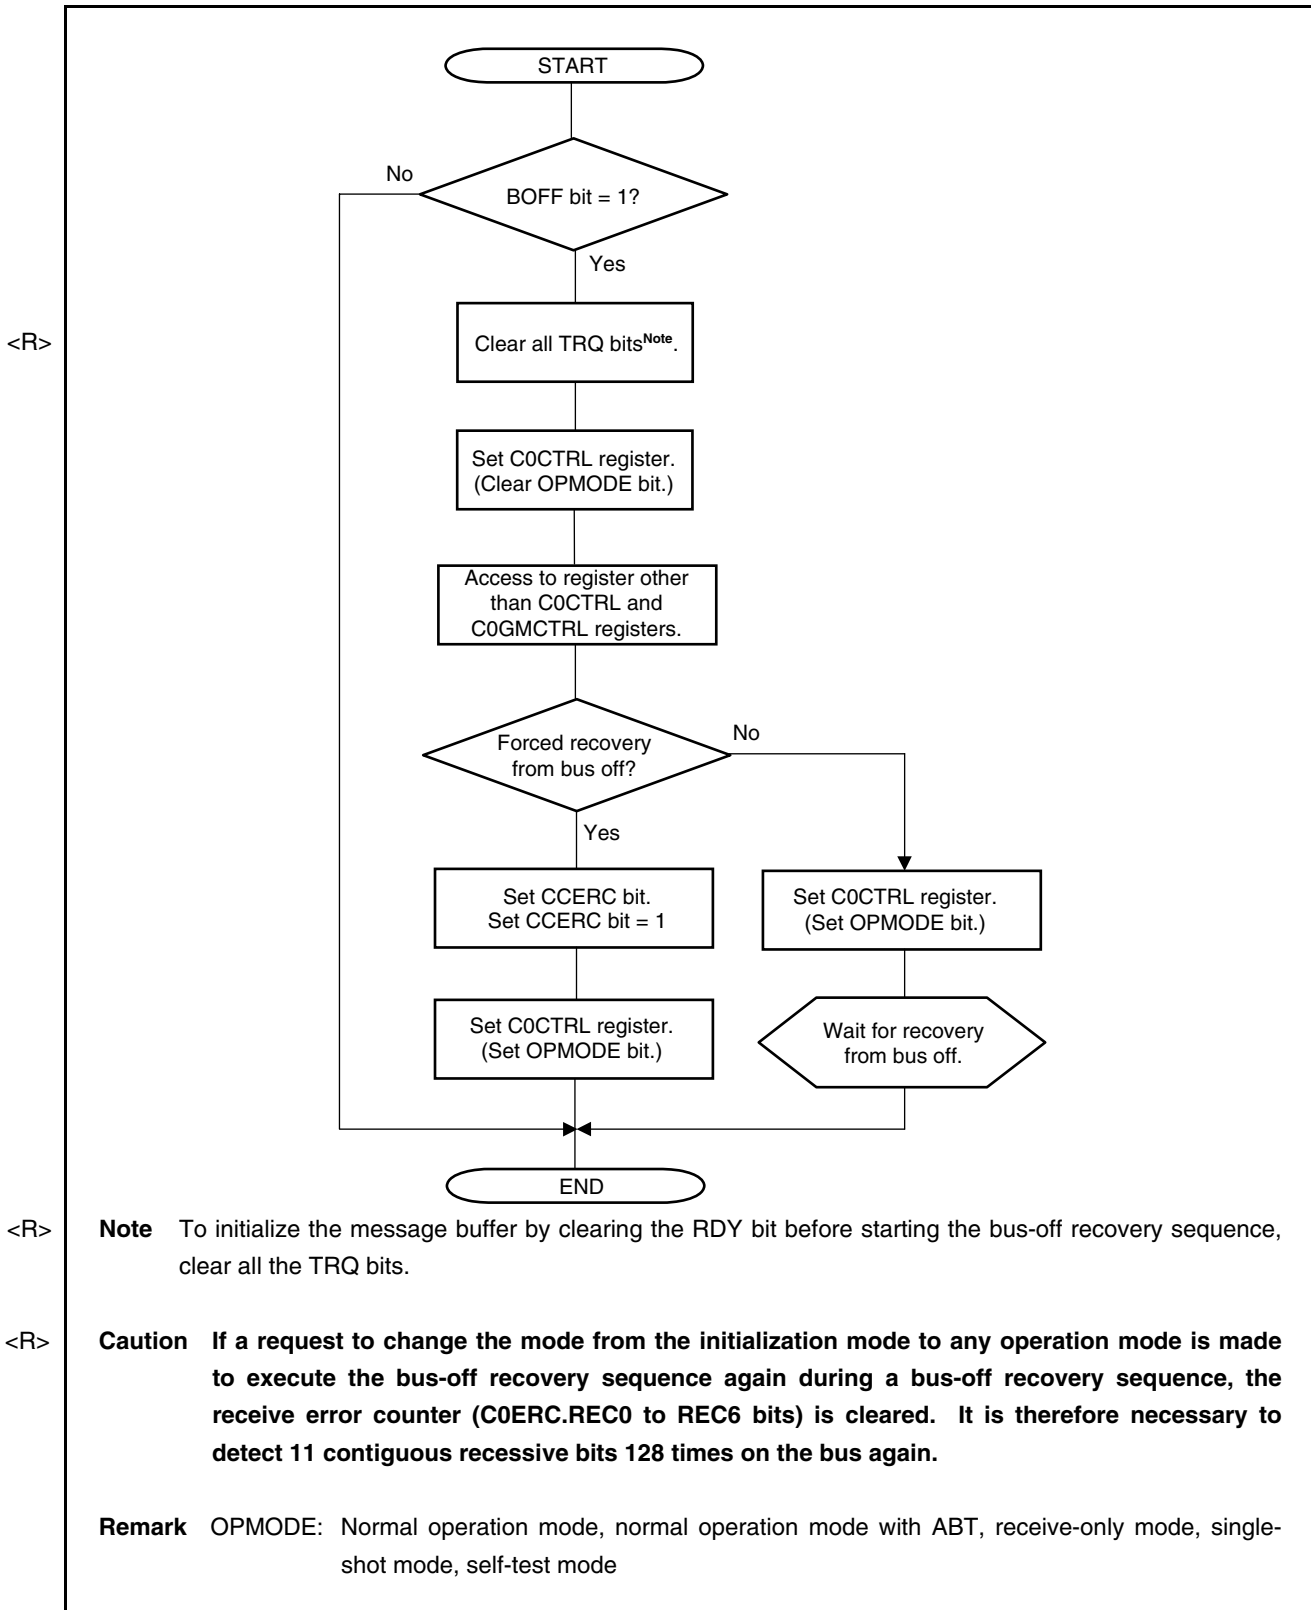 START
No
BOFF bit = 1?
Yes
<R>
Clear all TRQ bitsNote.
Set C0CTRL register.
(Clear OPMODE bit.)
Access to register other
than C0CTRL and
C0GMCTRL registers.
Forced recovery
from bus off?
No
Yes
Set CCERC bit.
Set CCERC bit = 1
Set C0CTRL register.
(Set OPMODE bit.)
Set C0CTRL register.
(Set OPMODE bit.)
Wait for recovery
from bus off.
END
<R>
Note To initialize the message buffer by clearing the RDY bit before starting the bus-off recovery sequence,
clear all the TRQ bits.
<R>
Caution If a request to change the mode from the initialization mode to any operation mode is made
to execute the bus-off recovery sequence again during a bus-off recovery sequence, the
receive error counter (C0ERC.REC0 to REC6 bits) is cleared. It is therefore necessary to
detect 11 contiguous recessive bits 128 times on the bus again.
Remark OPMODE: Normal operation mode, normal operation mode with ABT, receive-only mode, single-
shot mode, self-test mode